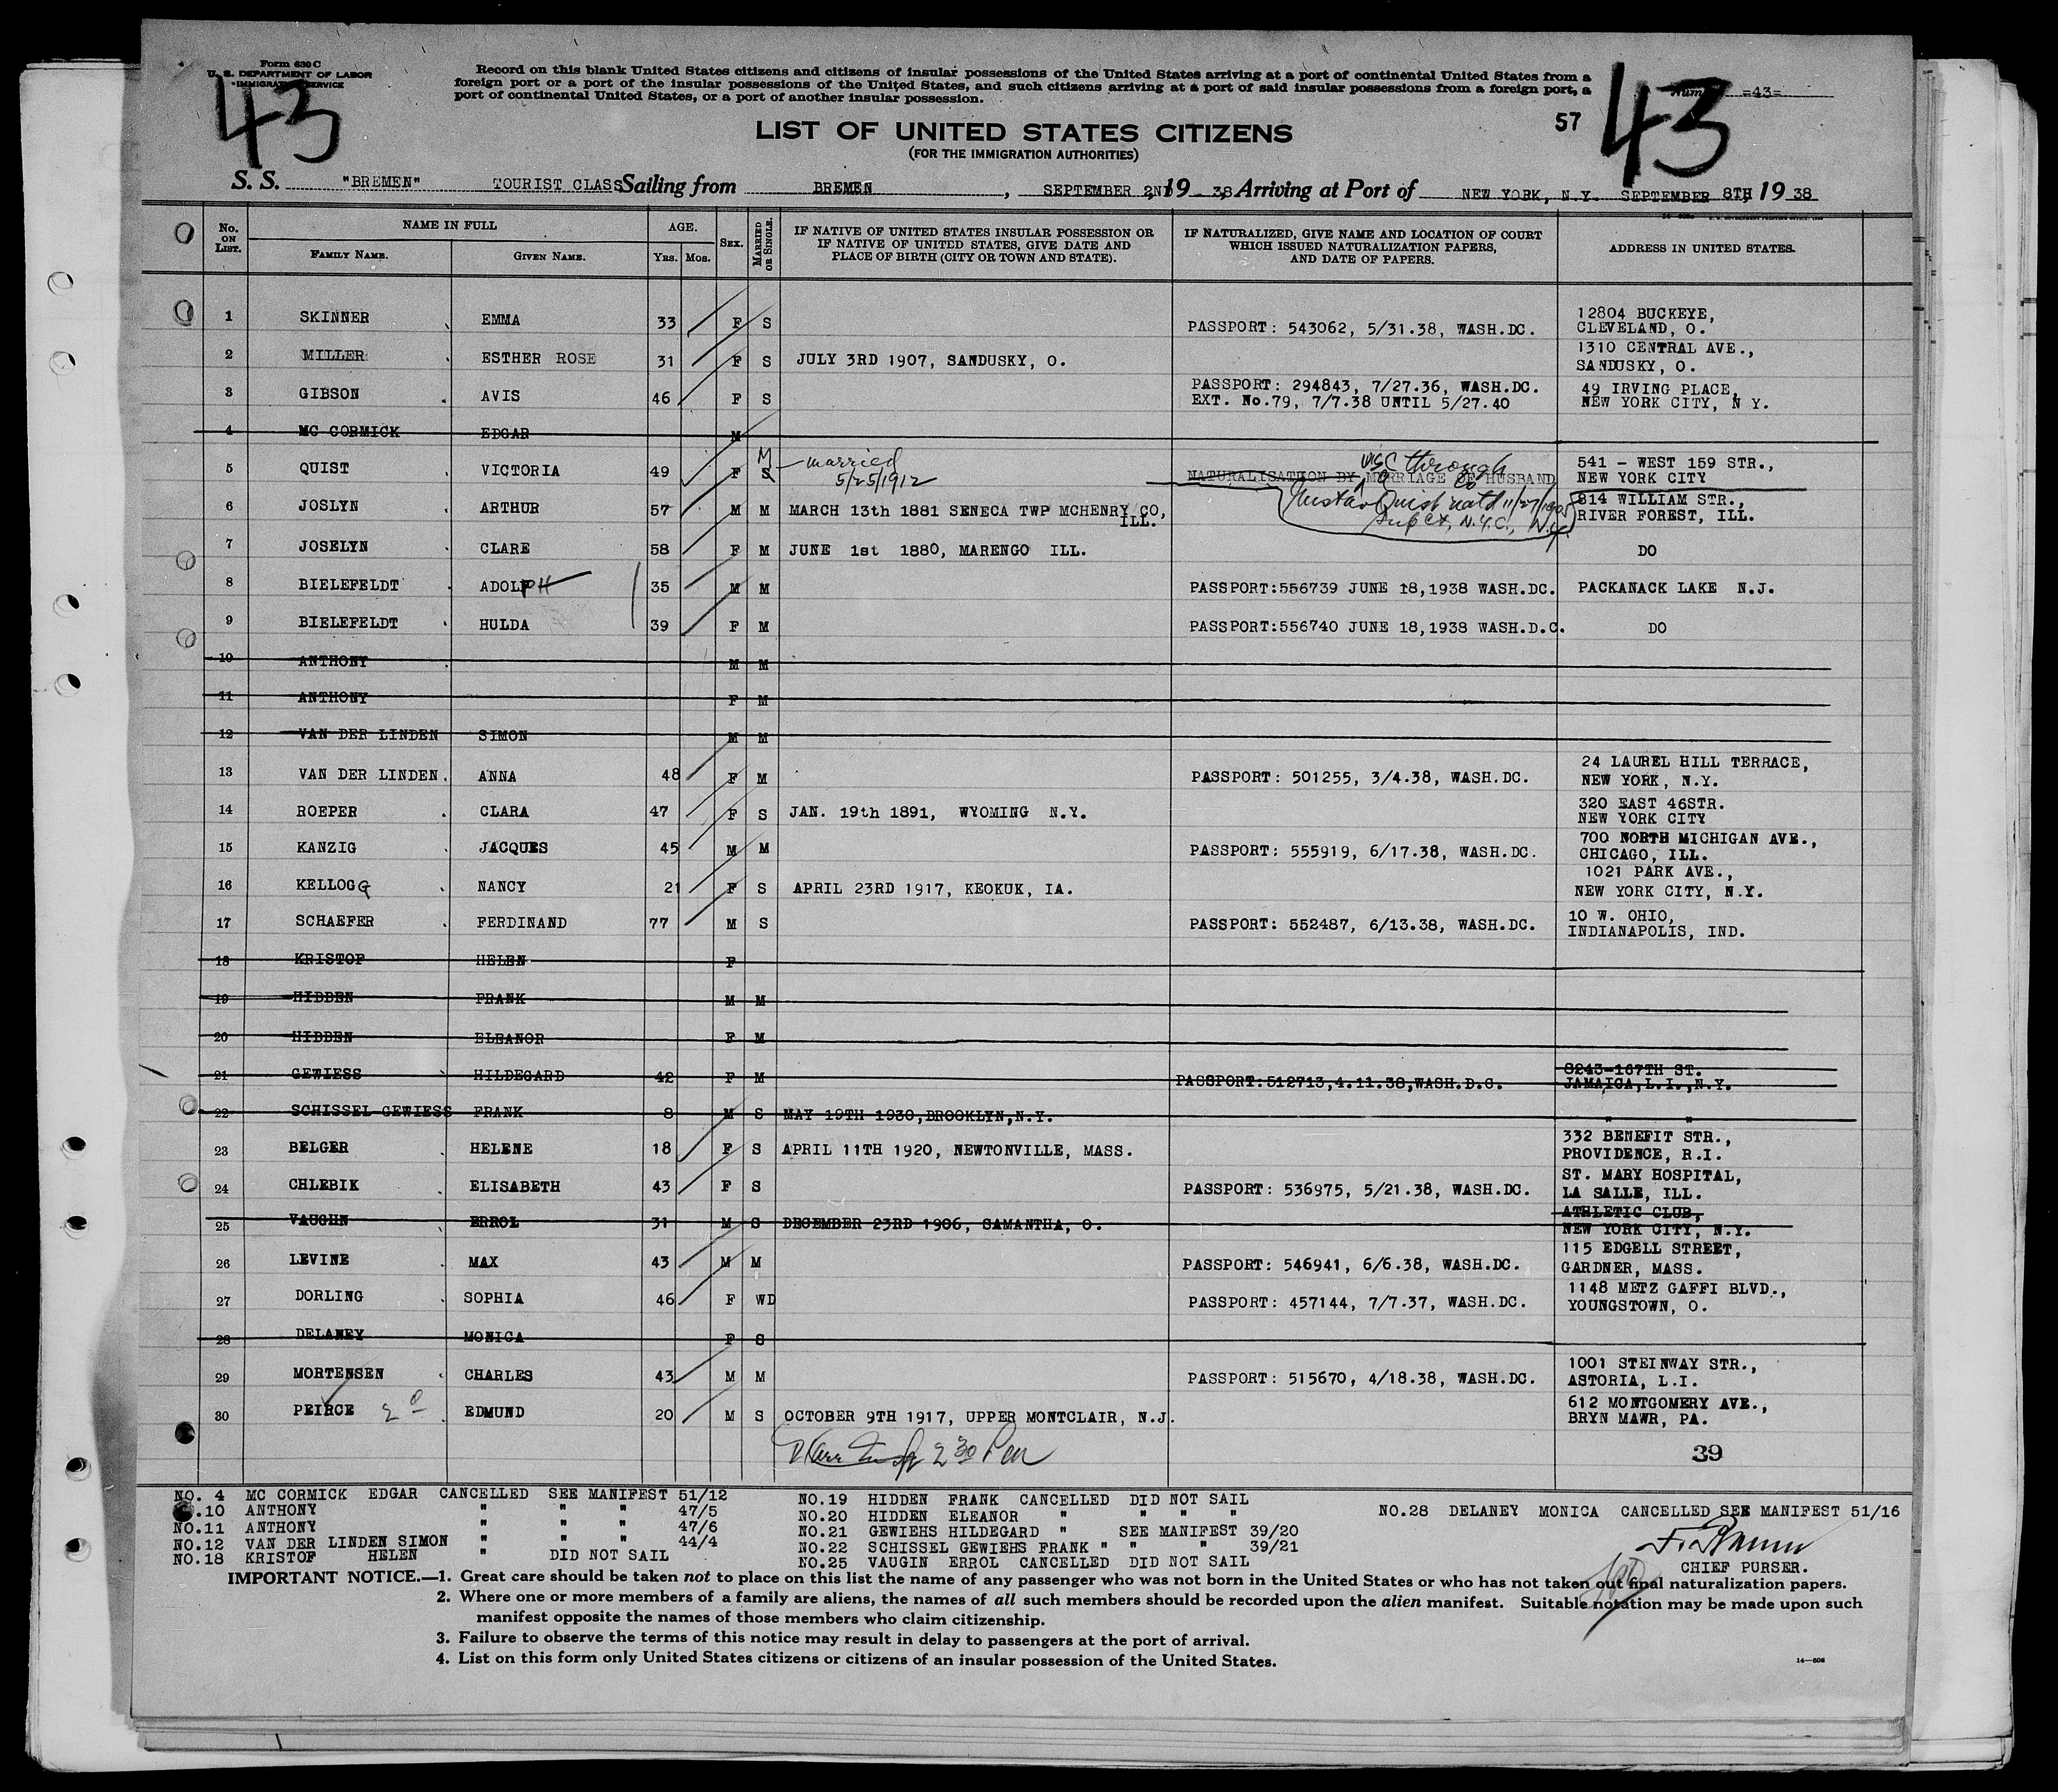 Form 630 C
U. S. DEPARTMENT OF LABOR
IMMIGRATION SERVICE
43
Record on this blank United States citizens and citizens of insular possessions of the United States arriving at a port of continental United States from a
foreign port or a port of the insular possessions of the United States, and such citizens arriving at a port of said insular possessions from a foreign port, a
port of continental United States, or a port of another insular possession.
Number =43=
57
43
LIST OF UNITED STATES CITIZENS
(FOR THE IMMIGRATION AUTHORITIES)
S. S. "BREMEN" TOURIST CLASS Sailing from BREMEN, SEPTEMBER 2ND, 19 38, Arriving at Port of NEW YORK, N.Y. SEPTEMBER 8TH, 19 38
No. ON LIST. NAME IN FULL FAMILY NAME. GIVEN NAME. AGE. YRS. MOS. SEX. MARRIED OR SINGLE. IF NATIVE OF UNITED STATES INSULAR POSSESSION OR IF NATIVE OF UNITED STATES, GIVE DATE AND PLACE OF BIRTH (CITY OR TOWN AND STATE). IF NATURALIZED, GIVE NAME AND LOCATION OF COURT WHICH ISSUED NATURALIZATION PAPERS, AND DATE OF PAPERS. ADDRESS IN UNITED STATES.
1 SKINNER EMMA 33 F S PASSPORT: 543062, 5/31.38, WASH.DC. 12804 BUCKEYE, CLEVELAND, O.
2 MILLER ESTHER ROSE 31 F S JULY 3RD 1907, SANDUSKY, O. 1310 CENTRAL AVE., SANDUSKY, O.
3 GIBSON AVIS 46 F S PASSPORT: 294843, 7/27.36, WASH.DC. EXT. No.79, 7/7.38 UNTIL 5/27.40 49 IRVING PLACE, NEW YORK CITY, N Y.
4 MC CORMICK EDGAR M
5 QUIST VICTORIA 49 F S M married 5/25/1912 NATURALISATION BY MARRIAGE OF HUSBAND USC through Gustav Quist natd 11/27/1905 Sup Ct, N.Y.C., N.Y. 541 - WEST 159 STR., NEW YORK CITY
6 JOSLYN ARTHUR 57 M M MARCH 13th 1881 SENECA TWP MCHENRY CO, ILL. 814 WILLIAM STR., RIVER FOREST, ILL.
7 JOSELYN CLARE 58 F M JUNE 1st 1880, MARENGO ILL. DO
8 BIELEFELDT ADOLPH 35 M M PASSPORT:556739 JUNE 18,1938 WASH.DC. PACKANACK LAKE N.J.
9 BIELEFELDT HULDA 39 F M PASSPORT:556740 JUNE 18,1938 WASH.D.C. DO
10 ANTHONY M M
11 ANTHONY F M
12 VAN DER LINDEN SIMON M M
13 VAN DER LINDEN. ANNA 48 F M PASSPORT: 501255, 3/4.38, WASH.DC. 24 LAUREL HILL TERRACE, NEW YORK, N.Y.
14 ROEPER CLARA 47 F S JAN. 19th 1891, WYOMING N.Y. 320 EAST 46STR. NEW YORK CITY
15 KANZIG JACQUES 45 M M PASSPORT: 555919, 6/17.38, WASH.DC. 700 NORTH MICHIGAN AVE., CHICAGO, ILL.
16 KELLOGG NANCY 21 F S APRIL 23RD 1917, KEOKUK, IA. 1021 PARK AVE., NEW YORK CITY, N.Y.
17 SCHAEFER FERDINAND 77 M S PASSPORT: 552487, 6/13.38, WASH.DC. 10 W. OHIO, INDIANAPOLIS, IND.
18 KRISTOF HELEN F
19 HIDDEN FRANK M M
20 HIDDEN ELEANOR F M
21 GEWIESS HILDEGARD 42 F M PASSPORT:512713,4.11.38,WASH.D.C. 8243-167TH ST. JAMAICA,L.I.,N.Y.
22 SCHISSEL GEWIESS FRANK 8 M S MAY 19TH 1930,BROOKLYN,N.Y. " "
23 BELGER HELENE 18 F S APRIL 11TH 1920, NEWTONVILLE, MASS. 332 BENEFIT STR., PROVIDENCE, R.I.
24 CHLEBIK ELISABETH 43 F S PASSPORT: 536975, 5/21.38, WASH.DC. ST. MARY HOSPITAL, LA SALLE, ILL.
25 VAUGHN ERROL 31 M S DECEMBER 23RD 1906, SAMANTHA, O. ATHLETIC CLUB, NEW YORK CITY, N.Y.
26 LEVINE MAX 43 M M PASSPORT: 546941, 6/6.38, WASH.DC. 115 EDGELL STREET, GARDNER, MASS.
27 DORLING SOPHIA 46 F WD PASSPORT: 457144, 7/7.37, WASH.DC. 1148 METZ GAFFI BLVD., YOUNGSTOWN, O.
28 DELANEY MONICA F S
29 MORTENSEN CHARLES 43 M M PASSPORT: 515670, 4/18.38, WASH.DC. 1001 STEINWAY STR., ASTORIA, L.I.
30 PEIRCE EDMUND 20 M S OCTOBER 9TH 1917, UPPER MONTCLAIR, N.J. 612 MONTGOMERY AVE., BRYN MAWR, PA.
2 30 Pm
39
NO. 4 MC CORMICK EDGAR CANCELLED SEE MANIFEST 51/12
NO.10 ANTHONY " " " 47/5
NO.11 ANTHONY " " " 47/6
NO.12 VAN DER LINDEN SIMON " " " 44/4
NO.18 KRISTOF HELEN " DID NOT SAIL
NO.19 HIDDEN FRANK CANCELLED DID NOT SAIL
NO.20 HIDDEN ELEANOR " " " "
NO.21 GEWIEHS HILDEGARD " SEE MANIFEST 39/20
NO.22 SCHISSEL GEWIEHS FRANK " " " 39/21
NO.25 VAUGIN ERROL CANCELLED DID NOT SAIL
NO.28 DELANEY MONICA CANCELLED SEE MANIFEST 51/16
CHIEF PURSER.
IMPORTANT NOTICE.—1. Great care should be taken not to place on this list the name of any passenger who was not born in the United States or who has not taken out final naturalization papers.
2. Where one or more members of a family are aliens, the names of all such members should be recorded upon the alien manifest. Suitable notation may be made upon such
manifest opposite the names of those members who claim citizenship.
3. Failure to observe the terms of this notice may result in delay to passengers at the port of arrival.
4. List on this form only United States citizens or citizens of an insular possession of the United States.
14—608